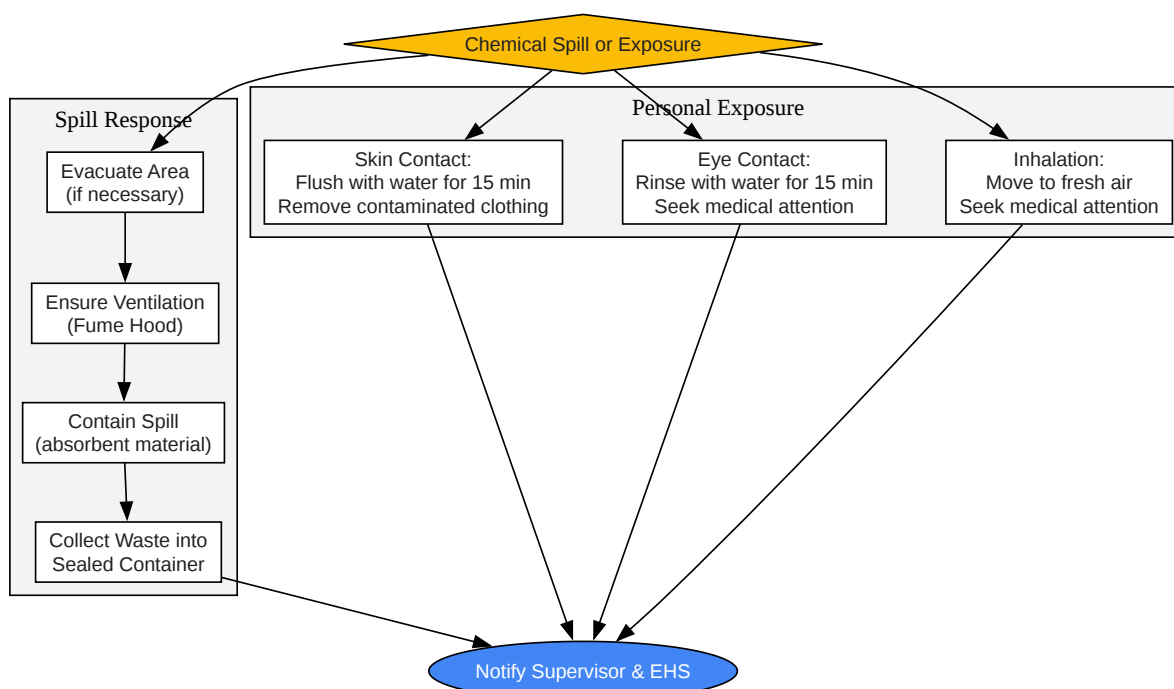 Chemical Spill or Exposure
Spill Response
Evacuate Area
(if necessary)
Ensure Ventilation
(Fume Hood)
Contain Spill
(absorbent material)
Collect Waste into
Sealed Container
Personal Exposure
Skin Contact:
Flush with water for 15 min
Remove contaminated clothing
Eye Contact:
Rinse with water for 15 min
Seek medical attention
Inhalation:
Move to fresh air
Seek medical attention
Notify Supervisor & EHS